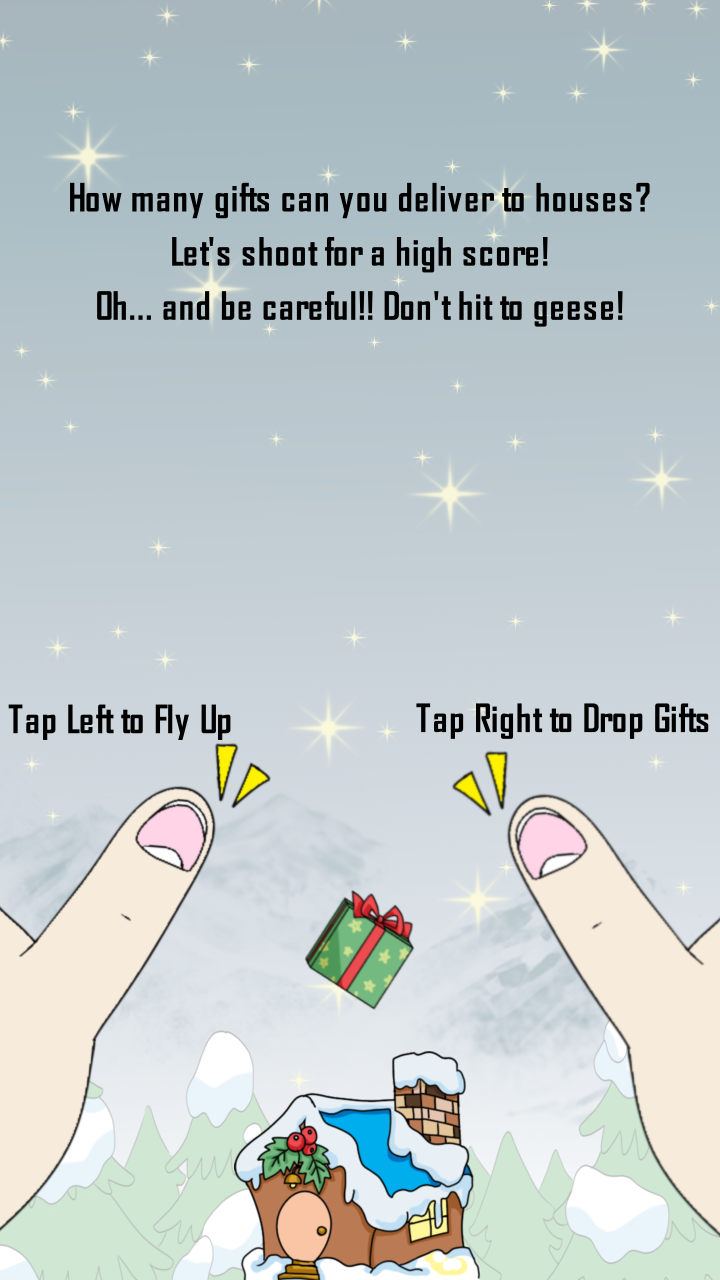 How many gifts can you deliver to houses?
Let's shoot for a high score!
Oh... and be careful!! Don't hit to geese!
Tap Left to Fly Up
Tap Right to Drop Gifts